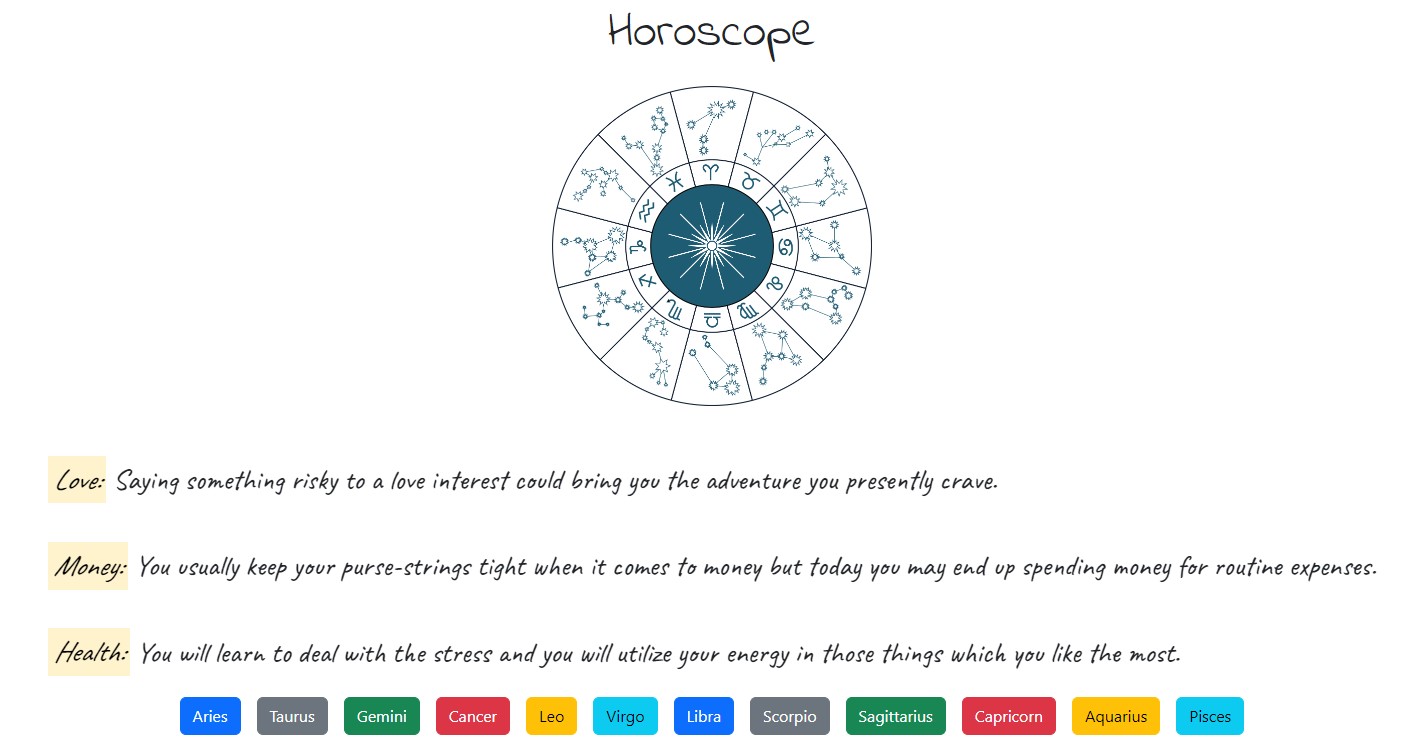 Horoscope
Love: Saying something risky to a love interest could bring you the adventure you presently crave.
Money: You usually keep your purse-strings tight when it comes to money but today you may end up spending money for routine expenses.
Health: You will learn to deal with the stress and you will utilize your energy in those things which you like the most.
Aries Taurus Gemini Cancer Leo Virgo Libra Scorpio Sagittarius Capricorn Aquarius Pisces